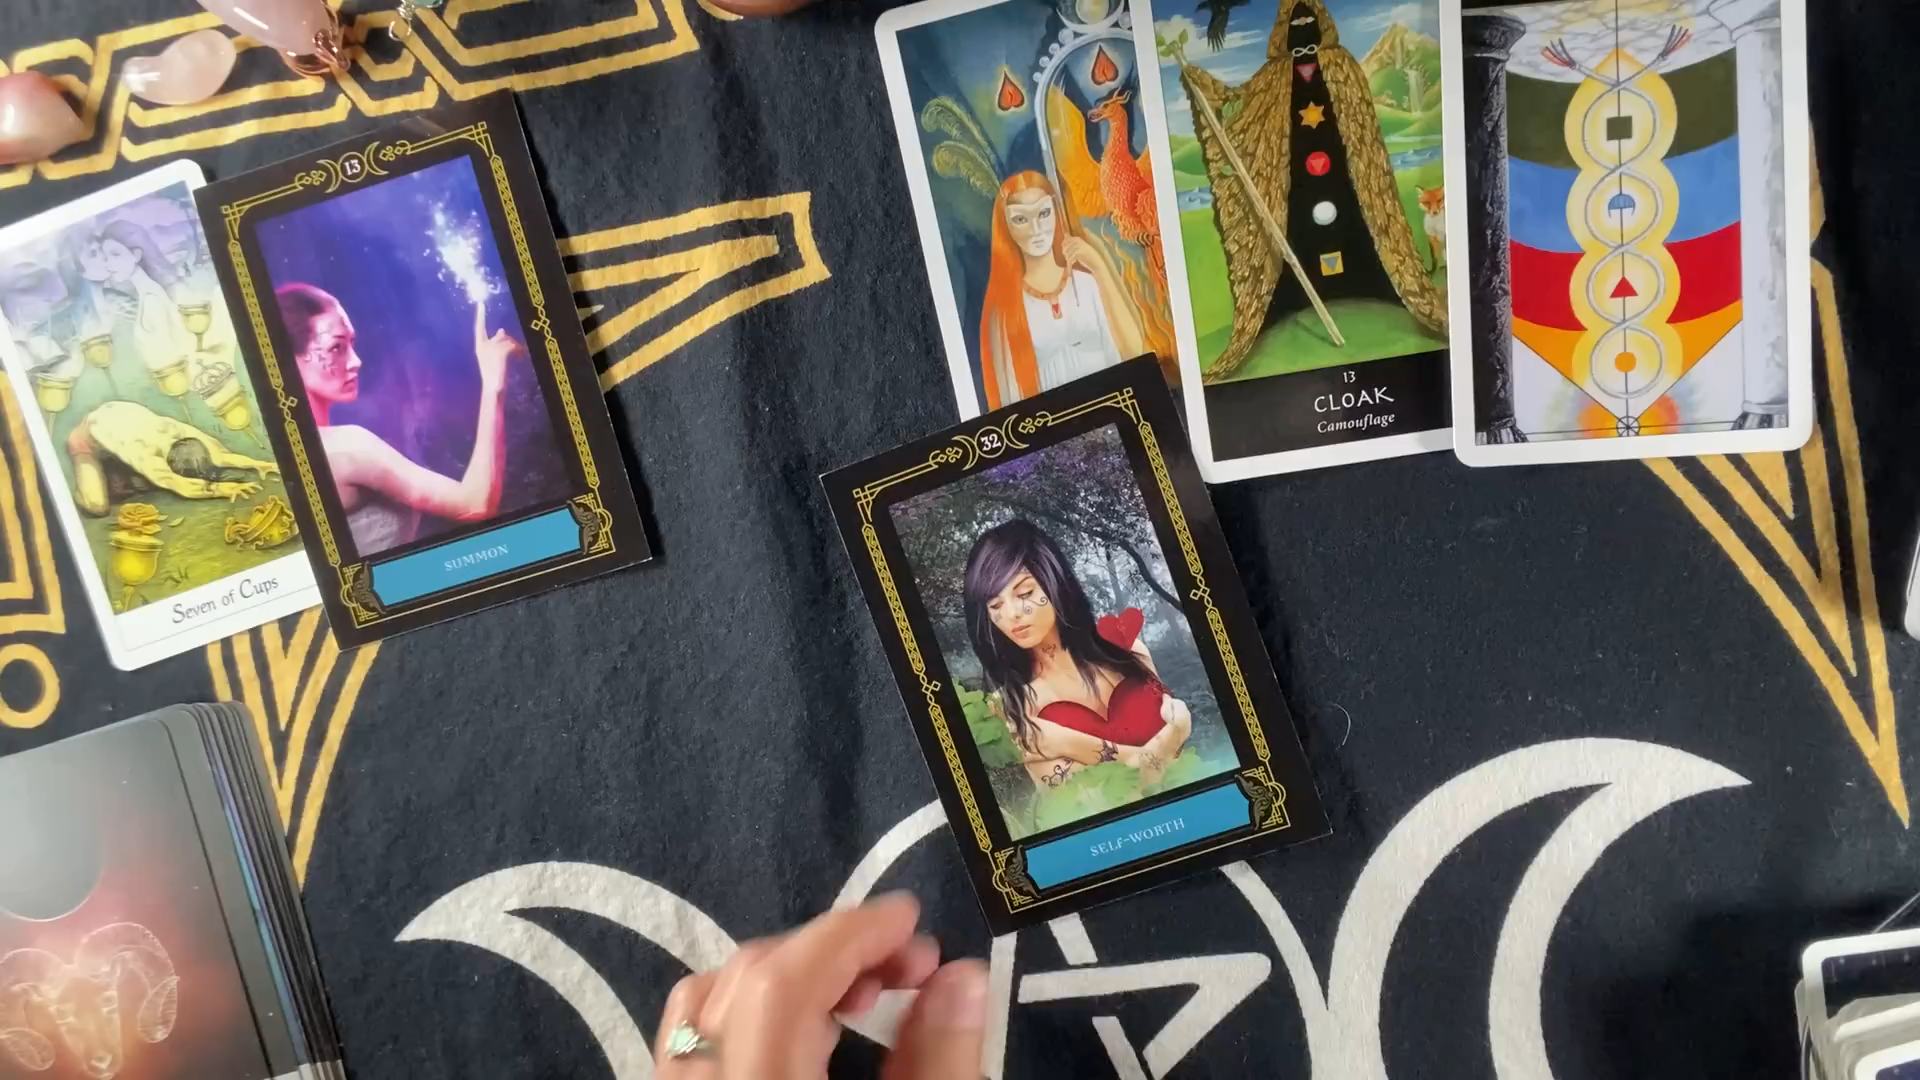 13
SUMMON
Seven of Cups
13
CLOAK
Camouflage
32
SELF-WORTH